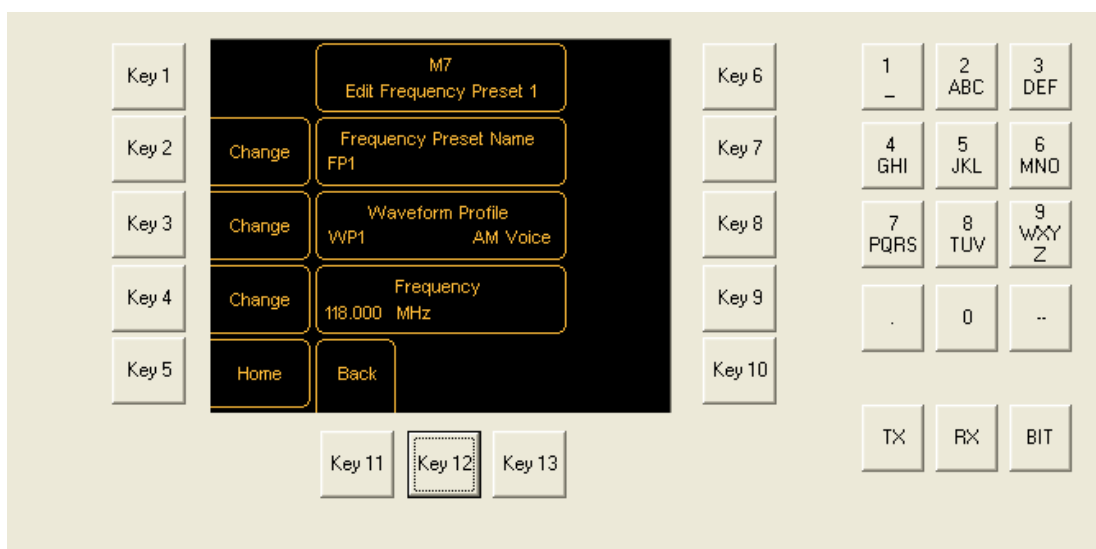 Key 1
M7
Edit Frequency Preset 1
Key 6
1
_
2
ABC
3
DEF
Key 2
Change
Frequency Preset Name
FP1
Key 7
4
GHI
5
JKL
6
MNO
Key 3
Change
Waveform Profile
WP1 AM Voice
Key 8
7
PQRS
8
TUV
9
WXY
Z
Key 4
Change
Frequency
118.000 MHz
Key 9
.
0
--
Key 5
Home
Back
Key 10
Key 11
Key 12
Key 13
TX
RX
BIT